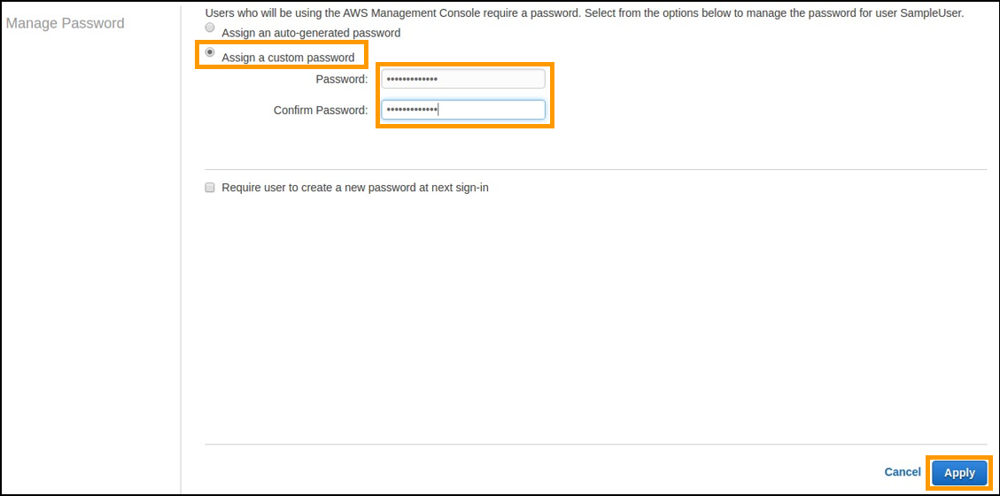 Manage Password
Users who will be using the AWS Management Console require a password. Select from the options below to manage the password for user SampleUser.
Assign an auto-generated password
Assign a custom password
Password: •••••••••••••
Confirm Password: •••••••••••••
Require user to create a new password at next sign-in
Cancel Apply